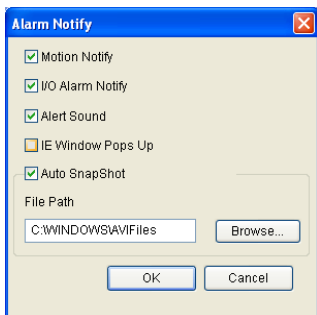 Alarm Notify
Motion Notify
I/O Alarm Notify
Alert Sound
IE Window Pops Up
Auto SnapShot
File Path
C:\WINDOWS\AVIFiles
Browse...
OK
Cancel